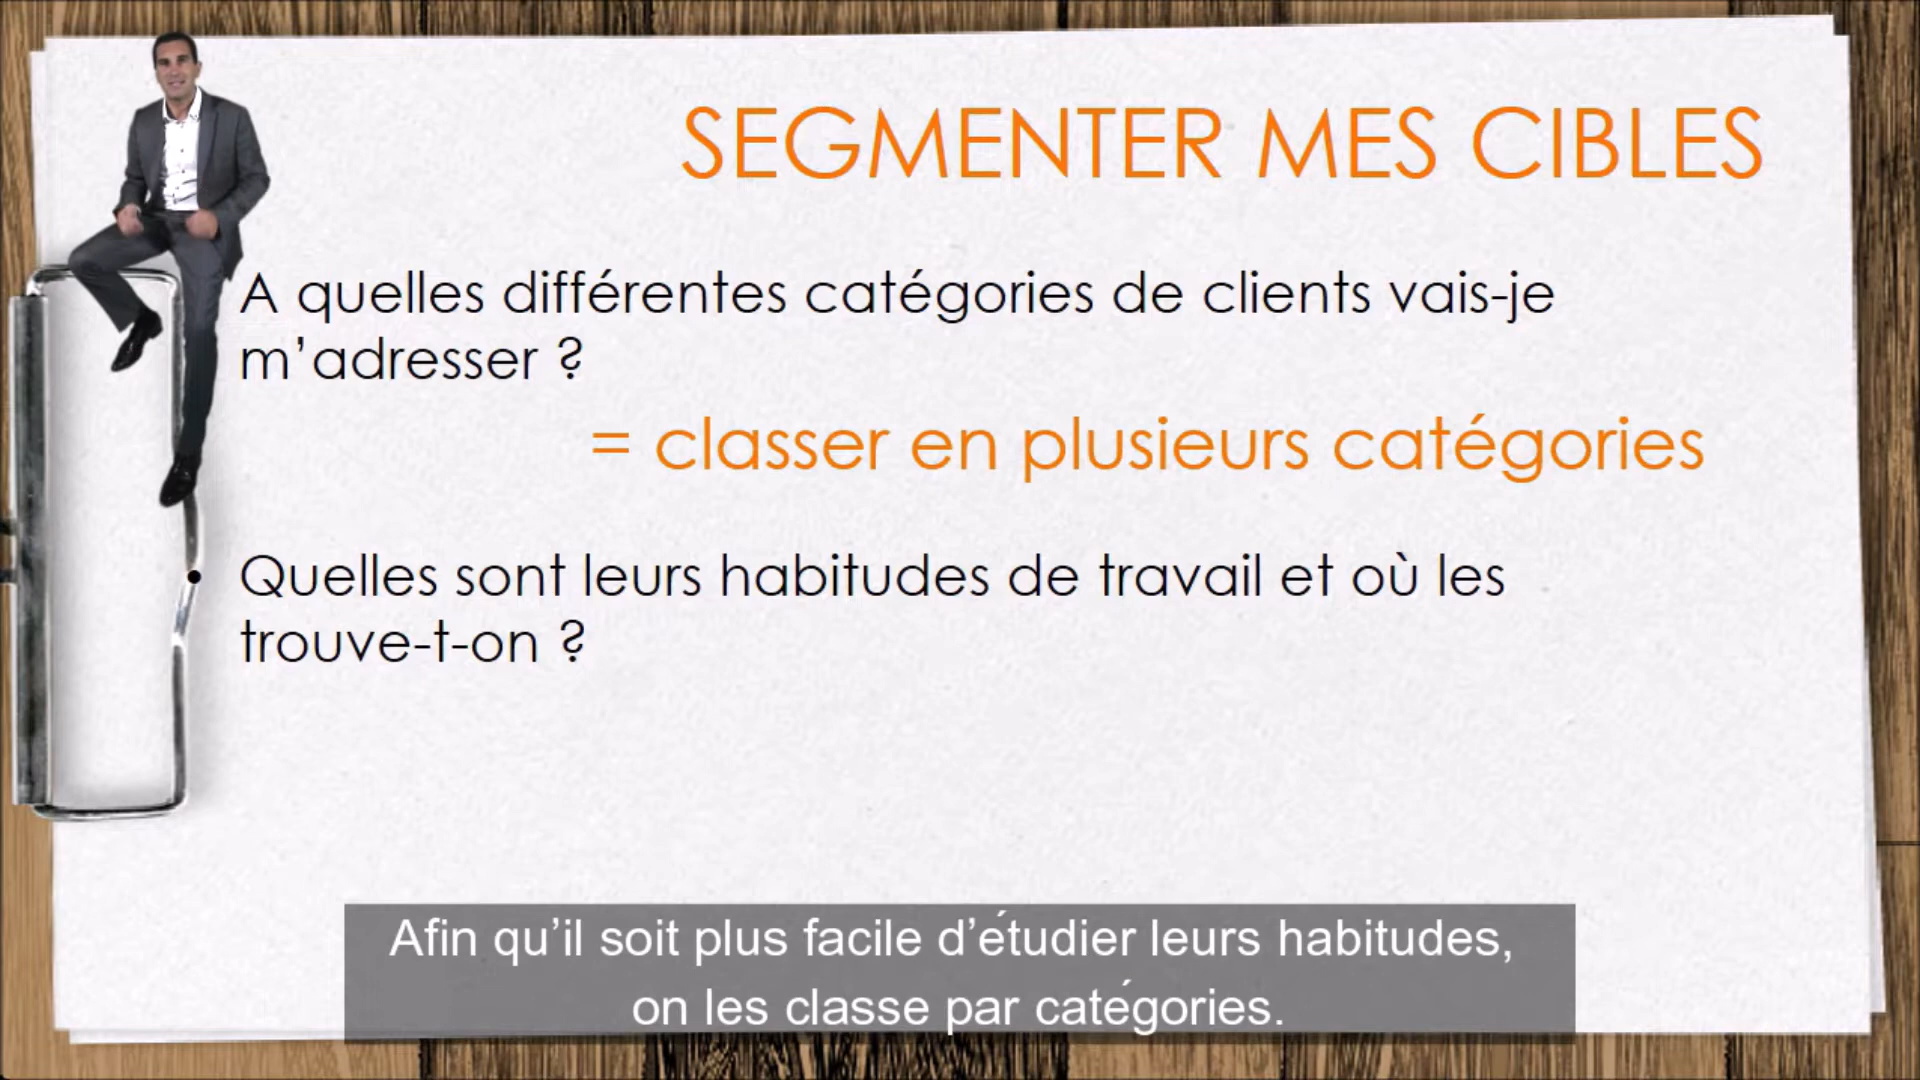 SEGMENTER MES CIBLES
A quelles différentes catégories de clients vais-je
m’adresser ?
= classer en plusieurs catégories
• Quelles sont leurs habitudes de travail et où les
trouve-t-on ?
Afin qu’il soit plus facile d’étudier leurs habitudes,
on les classe par catégories.